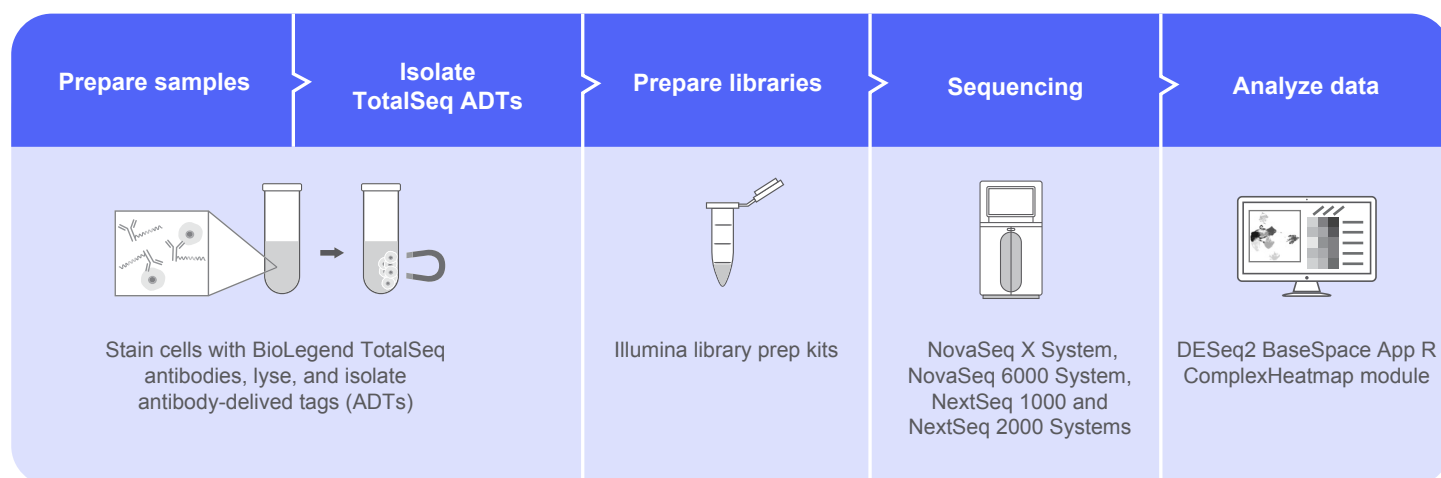 Prepare samples
Isolate
TotalSeq ADTs
Prepare libraries
Sequencing
Analyze data
Stain cells with BioLegend TotalSeq
antibodies, lyse, and isolate
antibody-delived tags (ADTs)
Illumina library prep kits
NovaSeq X System,
NovaSeq 6000 System,
NextSeq 1000 and
NextSeq 2000 Systems
DESeq2 BaseSpace App R
ComplexHeatmap module